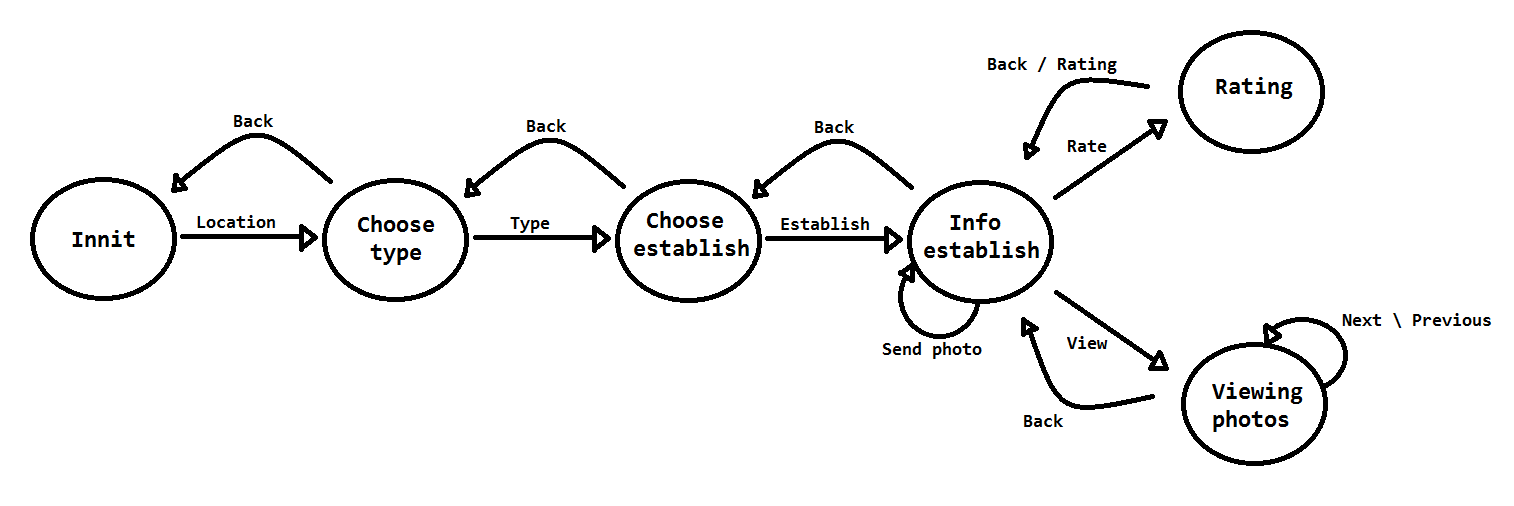 Back / Rating
Rating
Back
Back
Back
Rate
Innit
Location
Choose
type
Type
Choose
establish
Establish
Info
establish
Send photo
View
Next \ Previous
Viewing
photos
Back